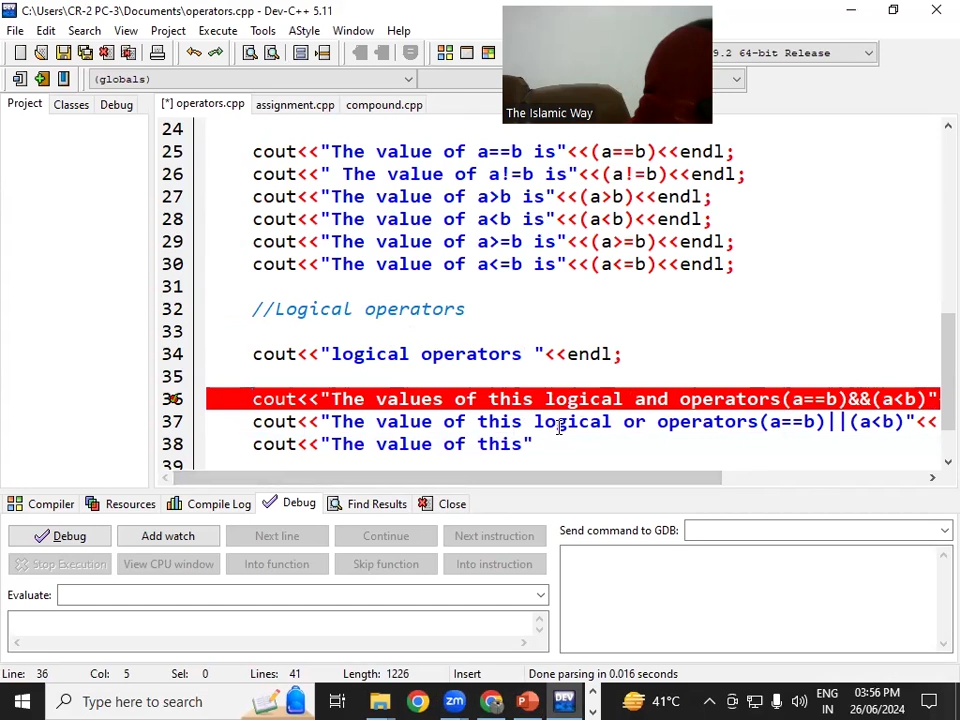 C:\Users\CR-2 PC-3\Documents\operators.cpp - Dev-C++ 5.11
File Edit Search View Project Execute Tools AStyle Window Help
9.2 64-bit Release
(globals)
The Islamic Way
Project Classes Debug [*] operators.cpp assignment.cpp compound.cpp
24
25 cout<<"The value of a==b is"<<(a==b)<<endl;
26 cout<<" The value of a!=b is"<<(a!=b)<<endl;
27 cout<<"The value of a>b is"<<(a>b)<<endl;
28 cout<<"The value of a<b is"<<(a<b)<<endl;
29 cout<<"The value of a>=b is"<<(a>=b)<<endl;
30 cout<<"The value of a<=b is"<<(a<=b)<<endl;
31
32 //Logical operators
33
34 cout<<"logical operators "<<endl;
35
36 cout<<"The values of this logical and operators(a==b)&&(a<b)"
37 cout<<"The value of this logical or operators(a==b)||(a<b)"<<
38 cout<<"The value of this"
39
Compiler Resources Compile Log Debug Find Results Close
Debug Add watch Next line Continue Next instruction Send command to GDB:
Stop Execution View CPU window Into function Skip function Into instruction
Evaluate:
Line: 36 Col: 5 Sel: 0 Lines: 41 Length: 1226 Insert Done parsing in 0.016 seconds
Type here to search zm DEV 41°C ENG IN 03:56 PM 26/06/2024